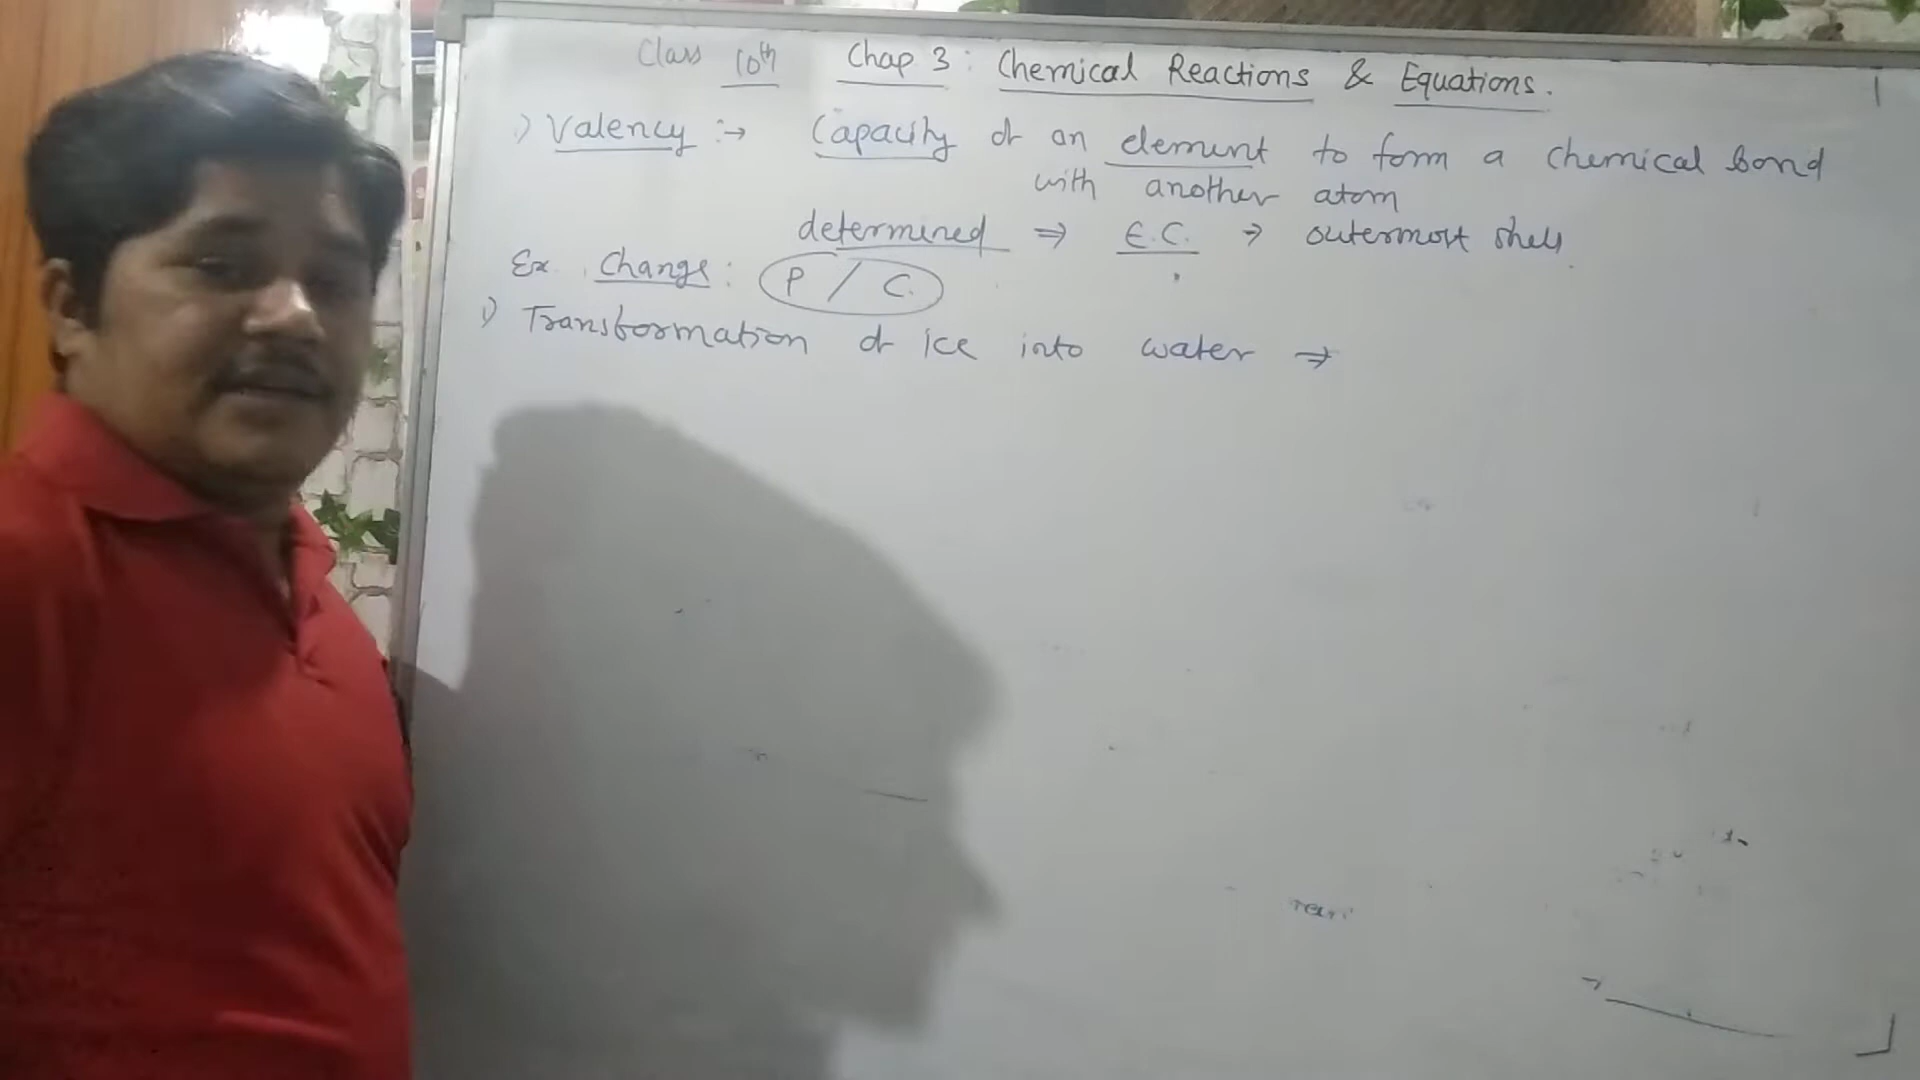 Class 10th Chap 3: Chemical Reactions & Equations. 1
1) Valency :→ Capacity of an element to form a chemical bond
with another atom
determined ⇒ E.C. → outermost shell.
Ex. Change: P / C.
1) Transformation of ice into water ⇒